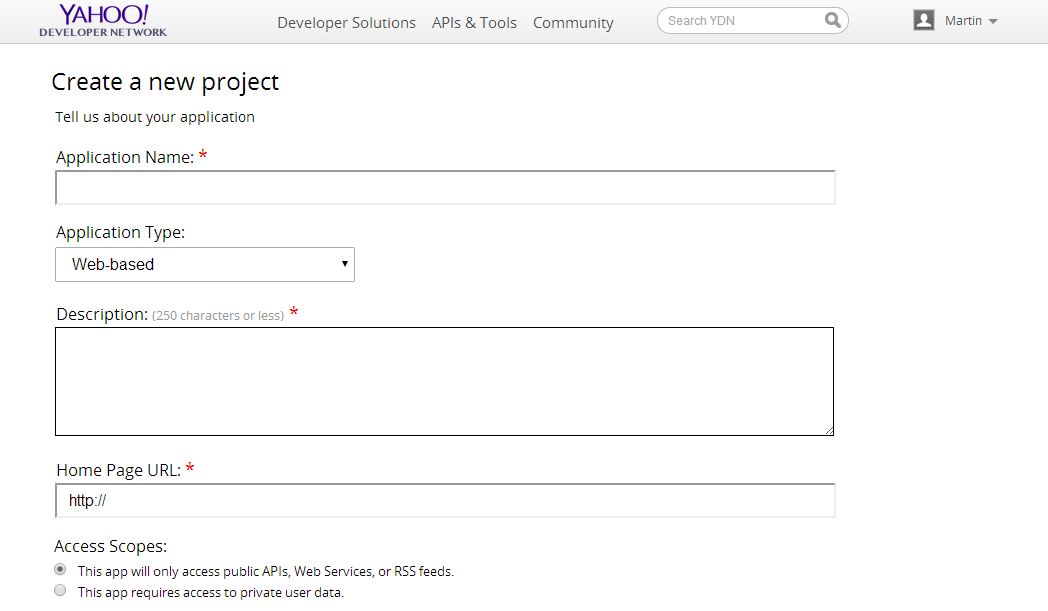 YAHOO!
DEVELOPER NETWORK
Developer Solutions APIs & Tools Community Search YDN Martin
Create a new project
Tell us about your application
Application Name: *
Application Type:
Web-based
Description: (250 characters or less) *
Home Page URL: *
http://
Access Scopes:
This app will only access public APIs, Web Services, or RSS feeds.
This app requires access to private user data.